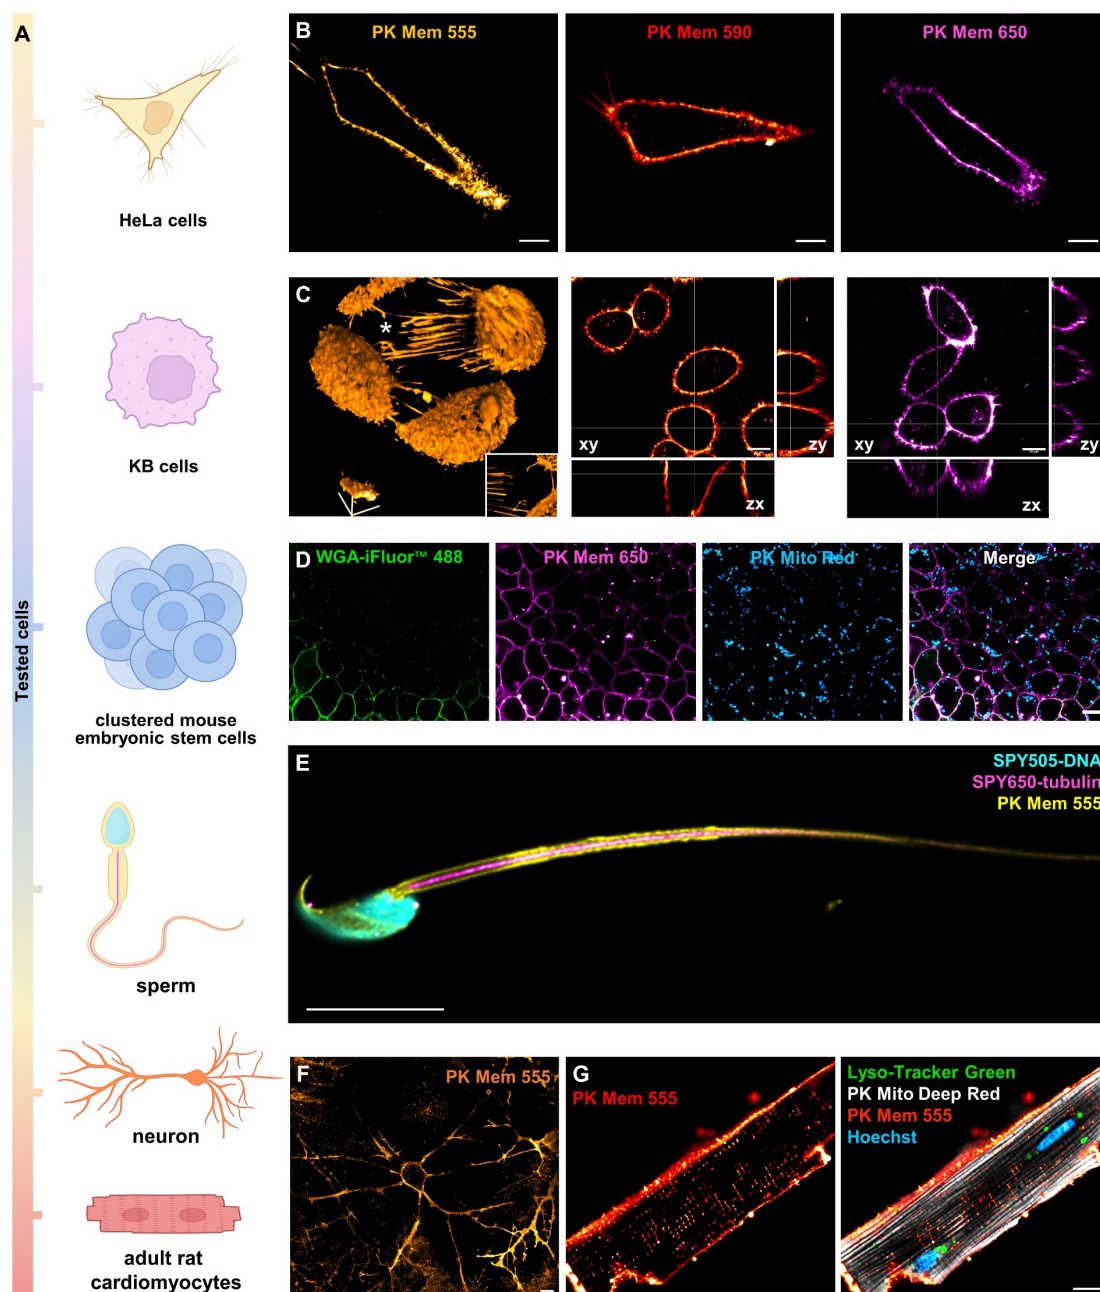 A
Tested cells
HeLa cells
KB cells
clustered mouse
embryonic stem cells
sperm
neuron
adult rat
cardiomyocytes
B
PK Mem 555
PK Mem 590
PK Mem 650
C
*
xy
zy
zx
xy
zy
zx
D
WGA-iFluor™ 488
PK Mem 650
PK Mito Red
Merge
E
SPY505-DNA
SPY650-tubulin
PK Mem 555
F
PK Mem 555
G
PK Mem 555
Lyso-Tracker Green
PK Mito Deep Red
PK Mem 555
Hoechst